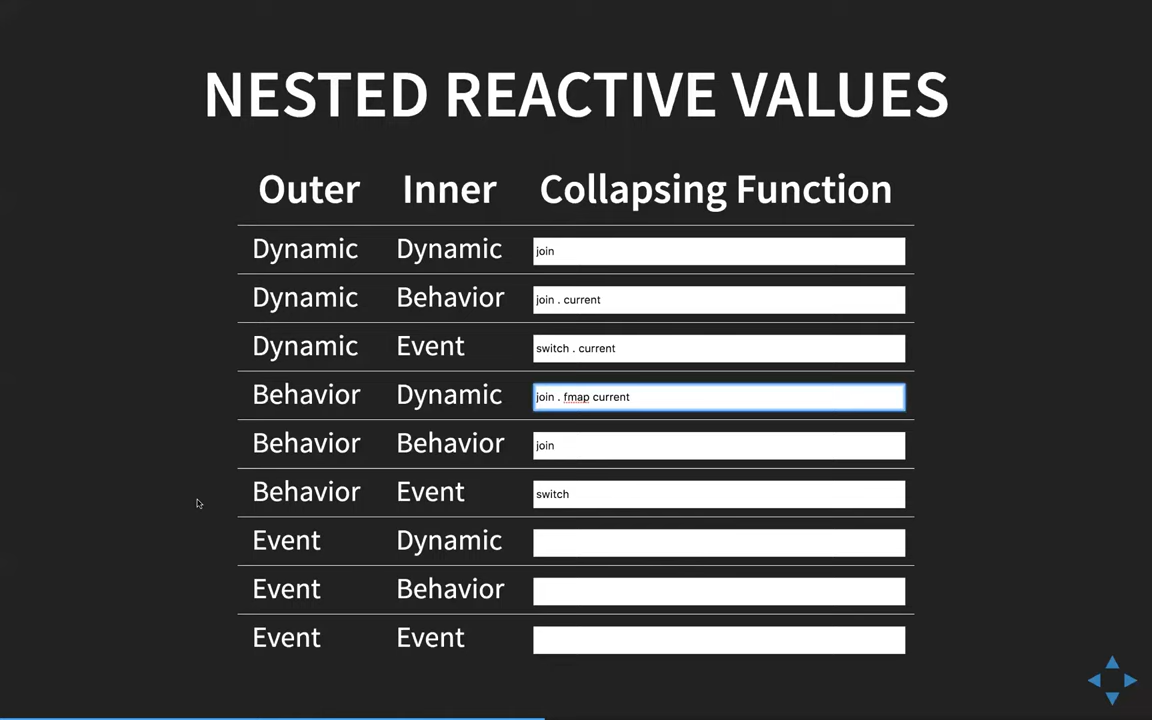 NESTED REACTIVE VALUES
Outer Inner Collapsing Function
Dynamic Dynamic join
Dynamic Behavior join . current
Dynamic Event switch . current
Behavior Dynamic join . fmap current
Behavior Behavior join
Behavior Event switch
Event Dynamic
Event Behavior
Event Event